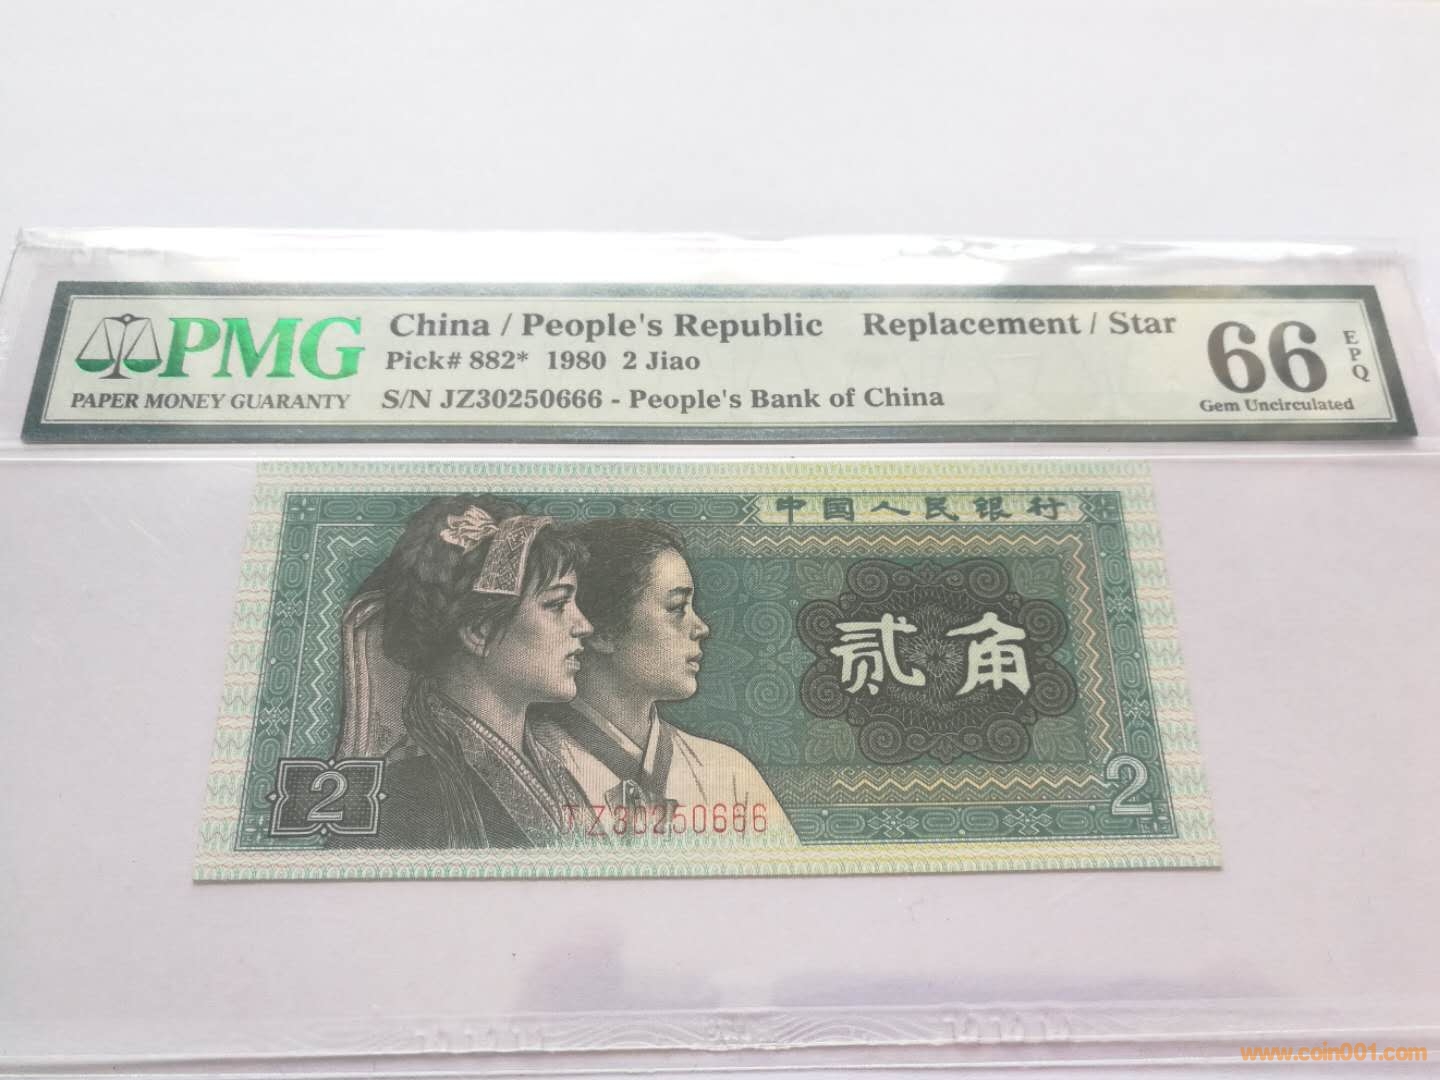 PMG
PAPER MONEY GUARANTY
China / People's Republic Replacement / Star
Pick# 882* 1980 2 Jiao
S/N JZ30250666 - People's Bank of China
66
EPQ
Gem Uncirculated
中国人民银行
贰角
2
2
JZ30250666
www.coin001.com